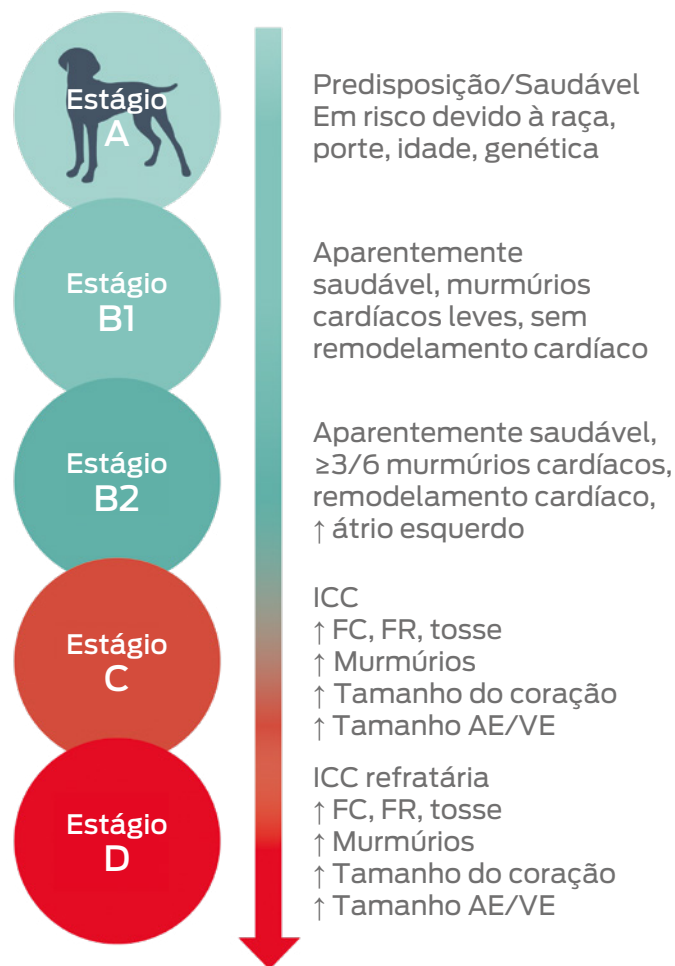 Estágio
A
Predisposição/Saudável
Em risco devido à raça,
porte, idade, genética
Estágio
B1
Aparentemente
saudável, murmúrios
cardíacos leves, sem
remodelamento cardíaco
Estágio
B2
Aparentemente saudável,
≥3/6 murmúrios cardíacos,
remodelamento cardíaco,
↑ átrio esquerdo
Estágio
C
ICC
↑ FC, FR, tosse
↑ Murmúrios
↑ Tamanho do coração
↑ Tamanho AE/VE
Estágio
D
ICC refratária
↑ FC, FR, tosse
↑ Murmúrios
↑ Tamanho do coração
↑ Tamanho AE/VE